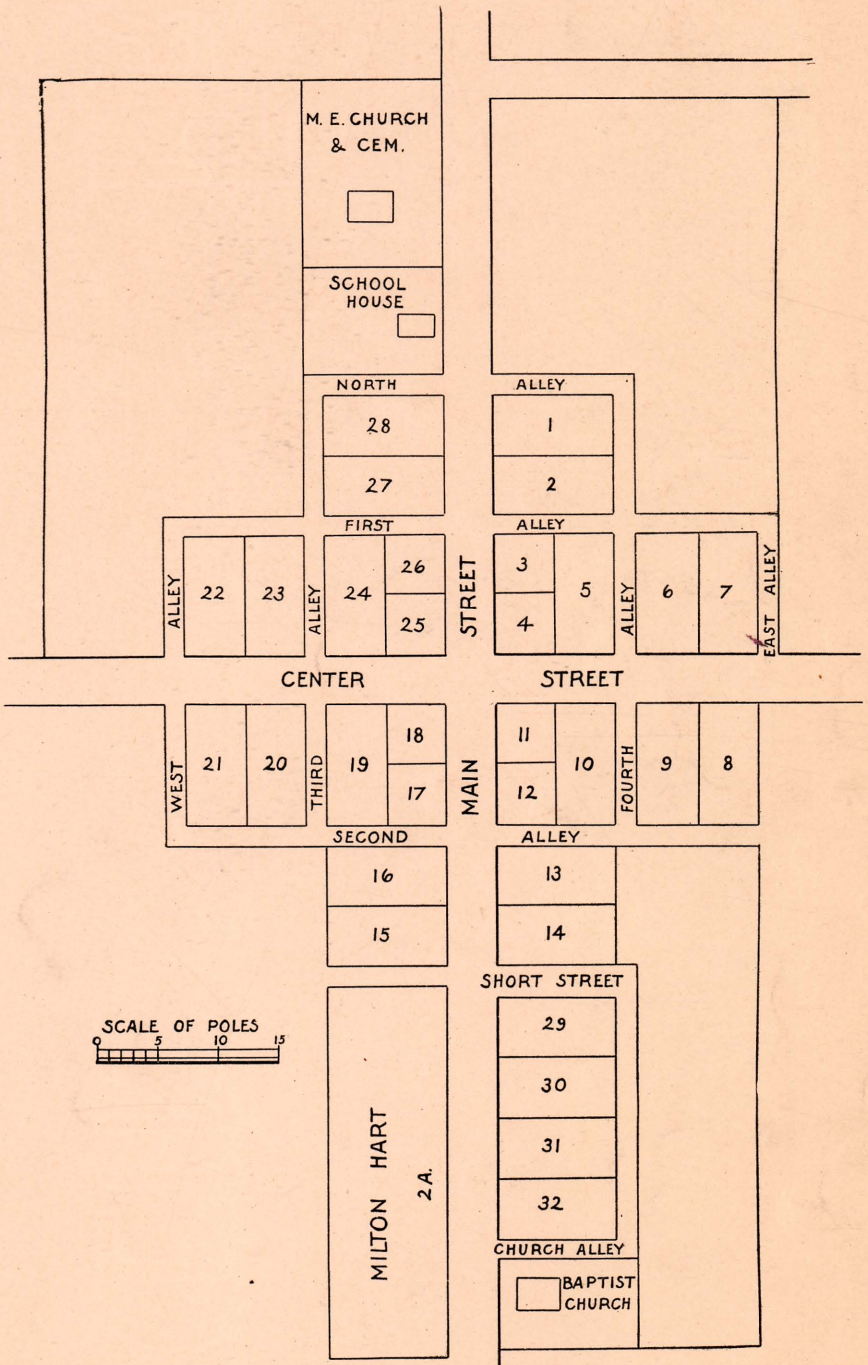 M. E. CHURCH
& CEM.
SCHOOL
HOUSE
NORTH ALLEY
28 1
27 2
FIRST ALLEY
ALLEY 22 23 ALLEY 24 26 STREET 3 5 ALLEY 6 7 EAST ALLEY
25 4
CENTER STREET
WEST 21 20 THIRD 19 18 MAIN 11 10 FOURTH 9 8
17 12
SECOND ALLEY
16 13
15 14
SHORT STREET
SCALE OF POLES
0 5 10 15
29
30
31
32
MILTON HART
2A.
CHURCH ALLEY
BAPTIST
CHURCH